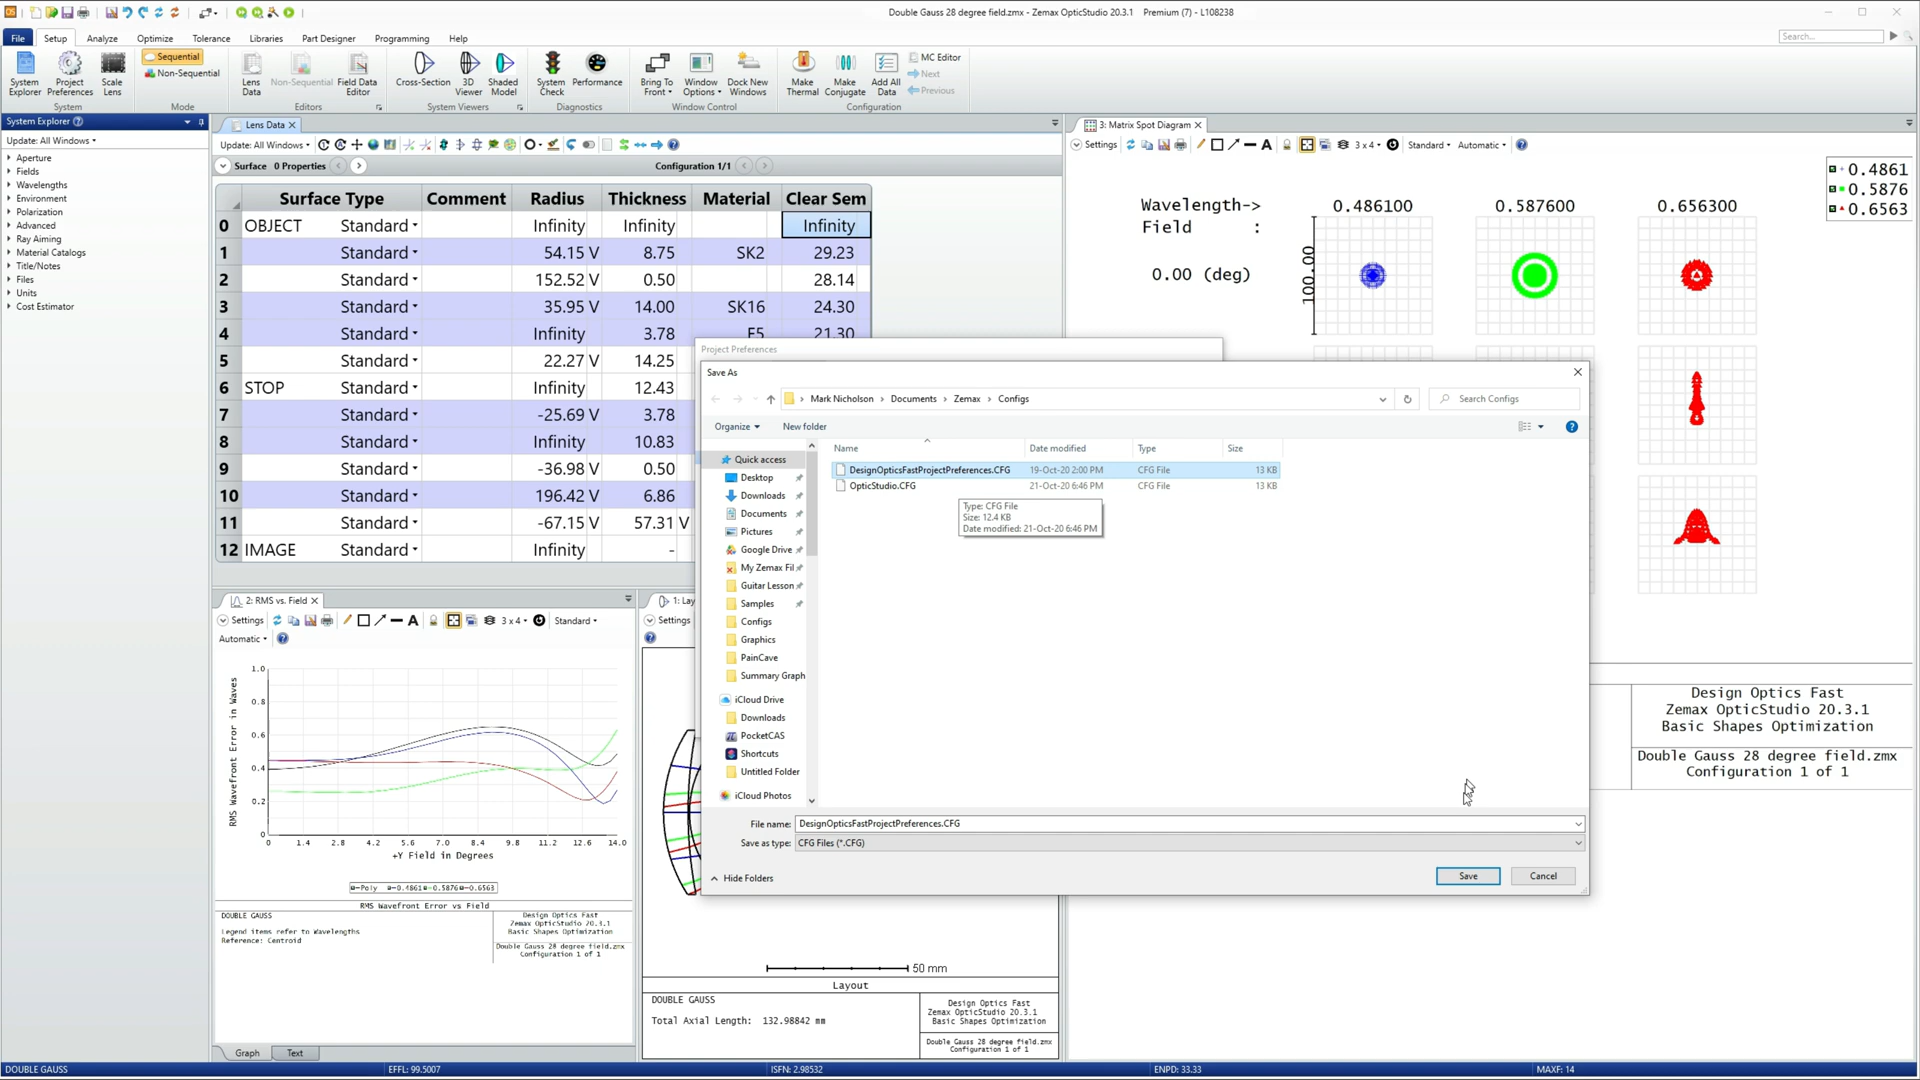 Double Gauss 28 degree field.zmx - Zemax OpticStudio 20.3.1   Premium (7) - L108238
File Setup Analyze Optimize Tolerance Libraries Part Designer Programming Help
Search...
System Explorer
Project Preferences
Scale Lens
System
Sequential
Non-Sequential
Mode
Lens Data
Non-Sequential
Field Data Editor
Editors
Cross-Section
3D Viewer
Shaded Model
System Viewers
System Check
Performance
Diagnostics
Bring To Front
Window Options
Dock New Windows
Window Control
Make Thermal
Make Conjugate
Add All Data
MC Editor
Next
Previous
Configuration
System Explorer
Update: All Windows
Aperture
Fields
Wavelengths
Environment
Polarization
Advanced
Ray Aiming
Material Catalogs
Title/Notes
Files
Units
Cost Estimator
Lens Data
Update: All Windows
Surface 0 Properties
Configuration 1/1
Surface Type Comment Radius Thickness Material Clear Sem
0 OBJECT Standard Infinity Infinity Infinity
1 Standard 54.15 V 8.75 SK2 29.23
2 Standard 152.52 V 0.50 28.14
3 Standard 35.95 V 14.00 SK16 24.30
4 Standard Infinity 3.78 F5 21.30
5 Standard 22.27 V 14.25
6 STOP Standard Infinity 12.43
7 Standard -25.69 V 3.78
8 Standard Infinity 10.83
9 Standard -36.98 V 0.50
10 Standard 196.42 V 6.86
11 Standard -67.15 V 57.31 V
12 IMAGE Standard Infinity -
3: Matrix Spot Diagram
Settings 3 x 4 Standard Automatic
0.4861
0.5876
0.6563
Wavelength-> 0.486100 0.587600 0.656300
Field :
0.00 (deg)
100.00
Design Optics Fast
Zemax OpticStudio 20.3.1
Basic Shapes Optimization
Double Gauss 28 degree field.zmx
Configuration 1 of 1
Project Preferences
Save As
Mark Nicholson › Documents › Zemax › Configs
Search Configs
Organize New folder
Name Date modified Type Size
DesignOpticsFastProjectPreferences.CFG 19-Oct-20 2:00 PM CFG File 13 KB
OpticStudio.CFG 21-Oct-20 6:46 PM CFG File 13 KB
Type: CFG File
Size: 12.4 KB
Date modified: 21-Oct-20 6:46 PM
Quick access
Desktop
Downloads
Documents
Pictures
Google Drive
My Zemax Fil
Guitar Lesson
Samples
Configs
Graphics
PainCave
Summary Graph
iCloud Drive
Downloads
PocketCAS
Shortcuts
Untitled Folder
iCloud Photos
File name: DesignOpticsFastProjectPreferences.CFG
Save as type: CFG Files (*.CFG)
Hide Folders
Save Cancel
2: RMS vs. Field
Settings 3 x 4 Standard
Automatic
RMS Wavefront Error in Waves
1.0
0.8
0.6
0.4
0.2
0
0 1.4 2.8 4.2 5.6 7.0 8.4 9.8 11.2 12.6 14.0
+Y Field in Degrees
Poly 0.4861 0.5876 0.6563
RMS Wavefront Error vs Field
DOUBLE GAUSS
Legend items refer to Wavelengths
Reference: Centroid
Design Optics Fast
Zemax OpticStudio 20.3.1
Basic Shapes Optimization
Double Gauss 28 degree field.zmx
Configuration 1 of 1
Graph Text
1: Lay
Settings
50 mm
Layout
DOUBLE GAUSS
Total Axial Length: 132.98842 mm
Design Optics Fast
Zemax OpticStudio 20.3.1
Basic Shapes Optimization
Double Gauss 28 degree field.zmx
Configuration 1 of 1
DOUBLE GAUSS EFFL: 99.5007 ISFN: 2.98532 ENPD: 33.33 MAXF: 14